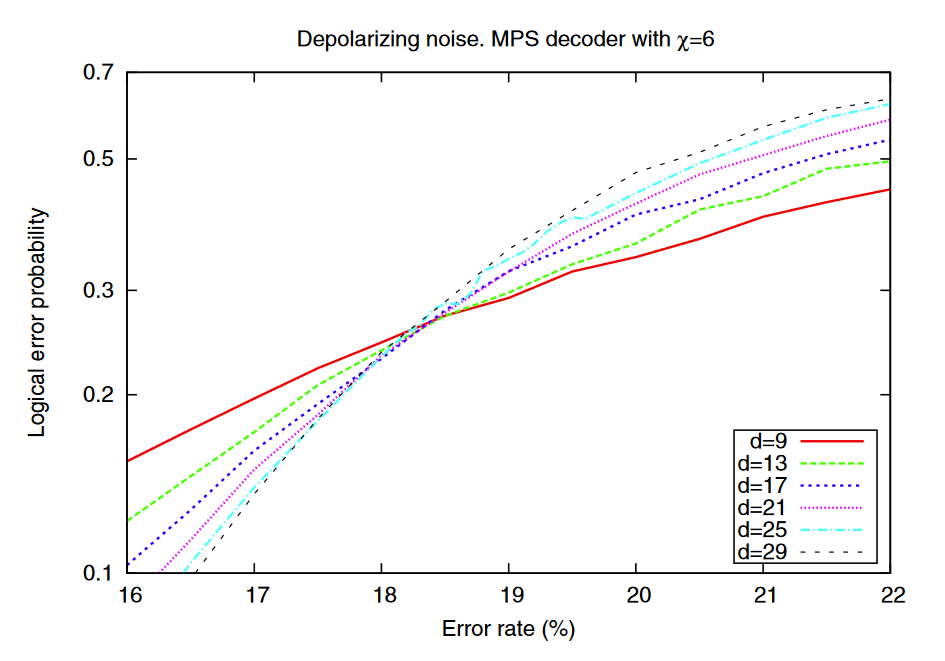 Depolarizing noise. MPS decoder with χ=6
0.7
0.5
0.3
0.2
0.1
Logical error probability
16 17 18 19 20 21 22
Error rate (%)
d=9
d=13
d=17
d=21
d=25
d=29